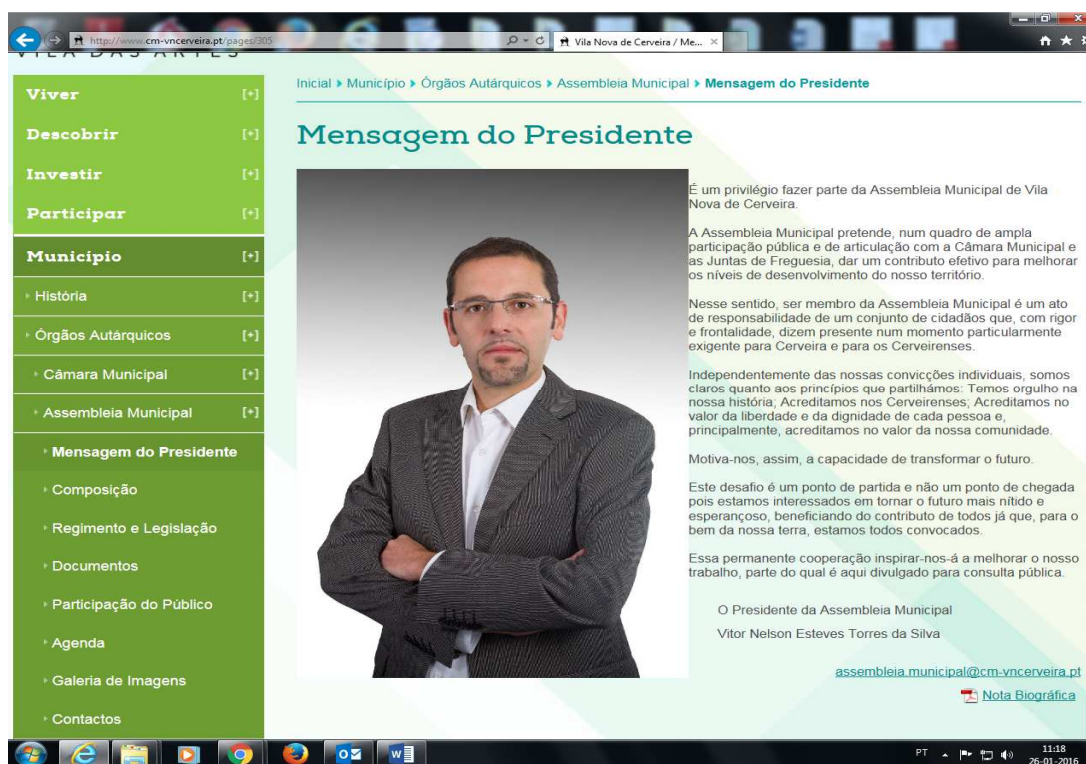 http://www.cm-vncerveira.pt/pages/305
Vila Nova de Cerveira / Me...
VILA DAS ARTES
Viver [+]
Descobrir [+]
Investir [+]
Participar [+]
Município [+]
História [+]
Órgãos Autárquicos [+]
Câmara Municipal [+]
Assembleia Municipal [+]
Mensagem do Presidente
Composição
Regimento e Legislação
Documentos
Participação do Público
Agenda
Galeria de Imagens
Contactos
Inicial Município Órgãos Autárquicos Assembleia Municipal Mensagem do Presidente
Mensagem do Presidente
É um privilégio fazer parte da Assembleia Municipal de Vila
Nova de Cerveira.
A Assembleia Municipal pretende, num quadro de ampla
participação pública e de articulação com a Câmara Municipal e
as Juntas de Freguesia, dar um contributo efetivo para melhorar
os níveis de desenvolvimento do nosso território.
Nesse sentido, ser membro da Assembleia Municipal é um ato
de responsabilidade de um conjunto de cidadãos que, com rigor
e frontalidade, dizem presente num momento particularmente
exigente para Cerveira e para os Cerveirenses.
Independentemente das nossas convicções individuais, somos
claros quanto aos princípios que partilhámos: Temos orgulho na
nossa história; Acreditamos nos Cerveirenses; Acreditamos no
valor da liberdade e da dignidade de cada pessoa e,
principalmente, acreditamos no valor da nossa comunidade.
Motiva-nos, assim, a capacidade de transformar o futuro.
Este desafio é um ponto de partida e não um ponto de chegada
pois estamos interessados em tornar o futuro mais nítido e
esperançoso, beneficiando do contributo de todos já que, para o
bem da nossa terra, estamos todos convocados.
Essa permanente cooperação inspirar-nos-á a melhorar o nosso
trabalho, parte do qual é aqui divulgado para consulta pública.
O Presidente da Assembleia Municipal
Vitor Nelson Esteves Torres da Silva
assembleia.municipal@cm-vncerveira.pt
Nota Biográfica
PT
11:18
26-01-2016